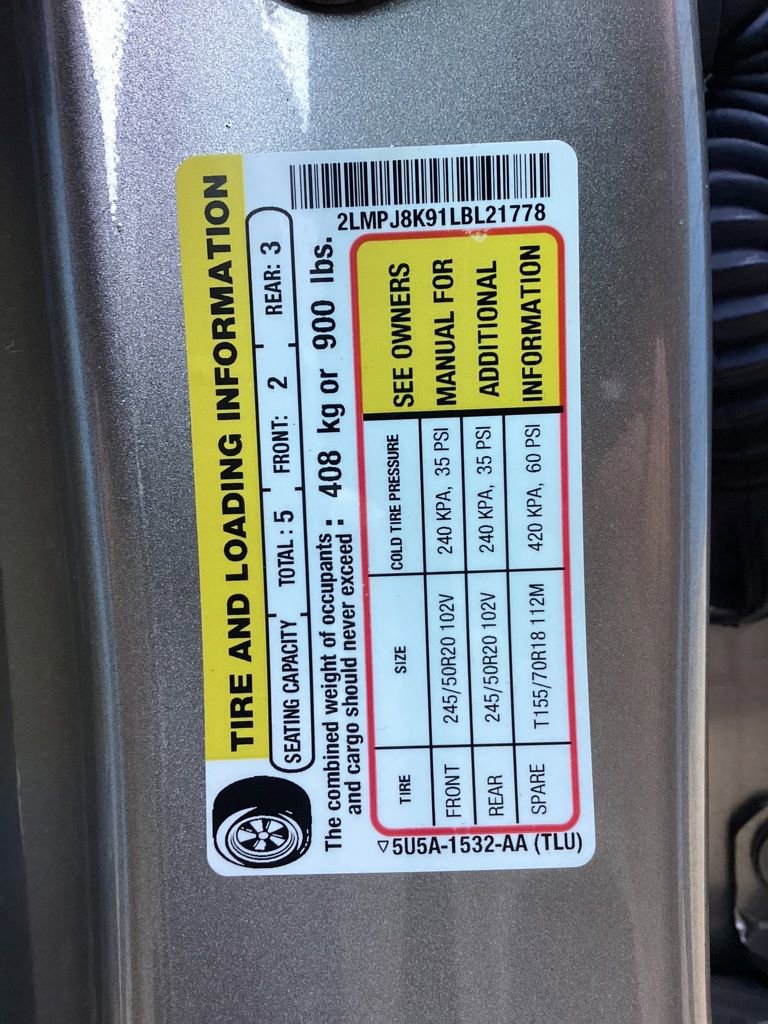 TIRE AND LOADING INFORMATION
SEATING CAPACITY TOTAL : 5 FRONT: 2 REAR: 3
The combined weight of occupants and cargo should never exceed : 408 kg or 900 lbs.
2LMPJ8K91LBL21778
TIRE SIZE COLD TIRE PRESSURE
FRONT 245/50R20 102V 240 KPA, 35 PSI
REAR 245/50R20 102V 240 KPA, 35 PSI
SPARE T155/70R18 112M 420 KPA, 60 PSI
SEE OWNERS
MANUAL FOR
ADDITIONAL
INFORMATION
▽5U5A-1532-AA (TLU)